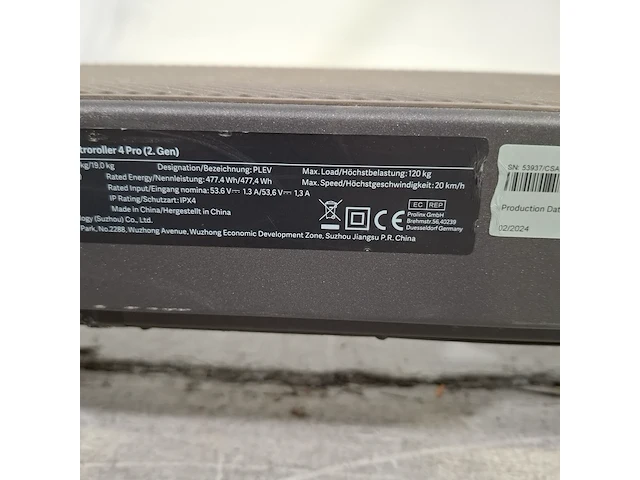 troroller 4 Pro (2. Gen)
kg/19,0 kg
Designation/Bezeichnung: PLEV
Max. Load/Höchstbelastung: 120 kg
Rated Energy/Nennleistung: 477.4 Wh/477,4 Wh
Max. Speed/Höchstgeschwindigkeit: 20 km/h
Rated Input/Eingang nomina: 53.6 V⎓ 1.3 A/53,6 V⎓ 1,3 A
IP Rating/Schutzart: IPX4
Made in China/Hergestellt in China
logy (Suzhou) Co., Ltd.
Park, No.2288, Wuzhong Avenue, Wuzhong Economic Development Zone, Suzhou Jiangsu P.R. China
CE
EC REP
Prolinx GmbH
Brehmstr.56,40239
Duesseldorf Germany
SN: 53937/CSA
Production Dat
02/2024